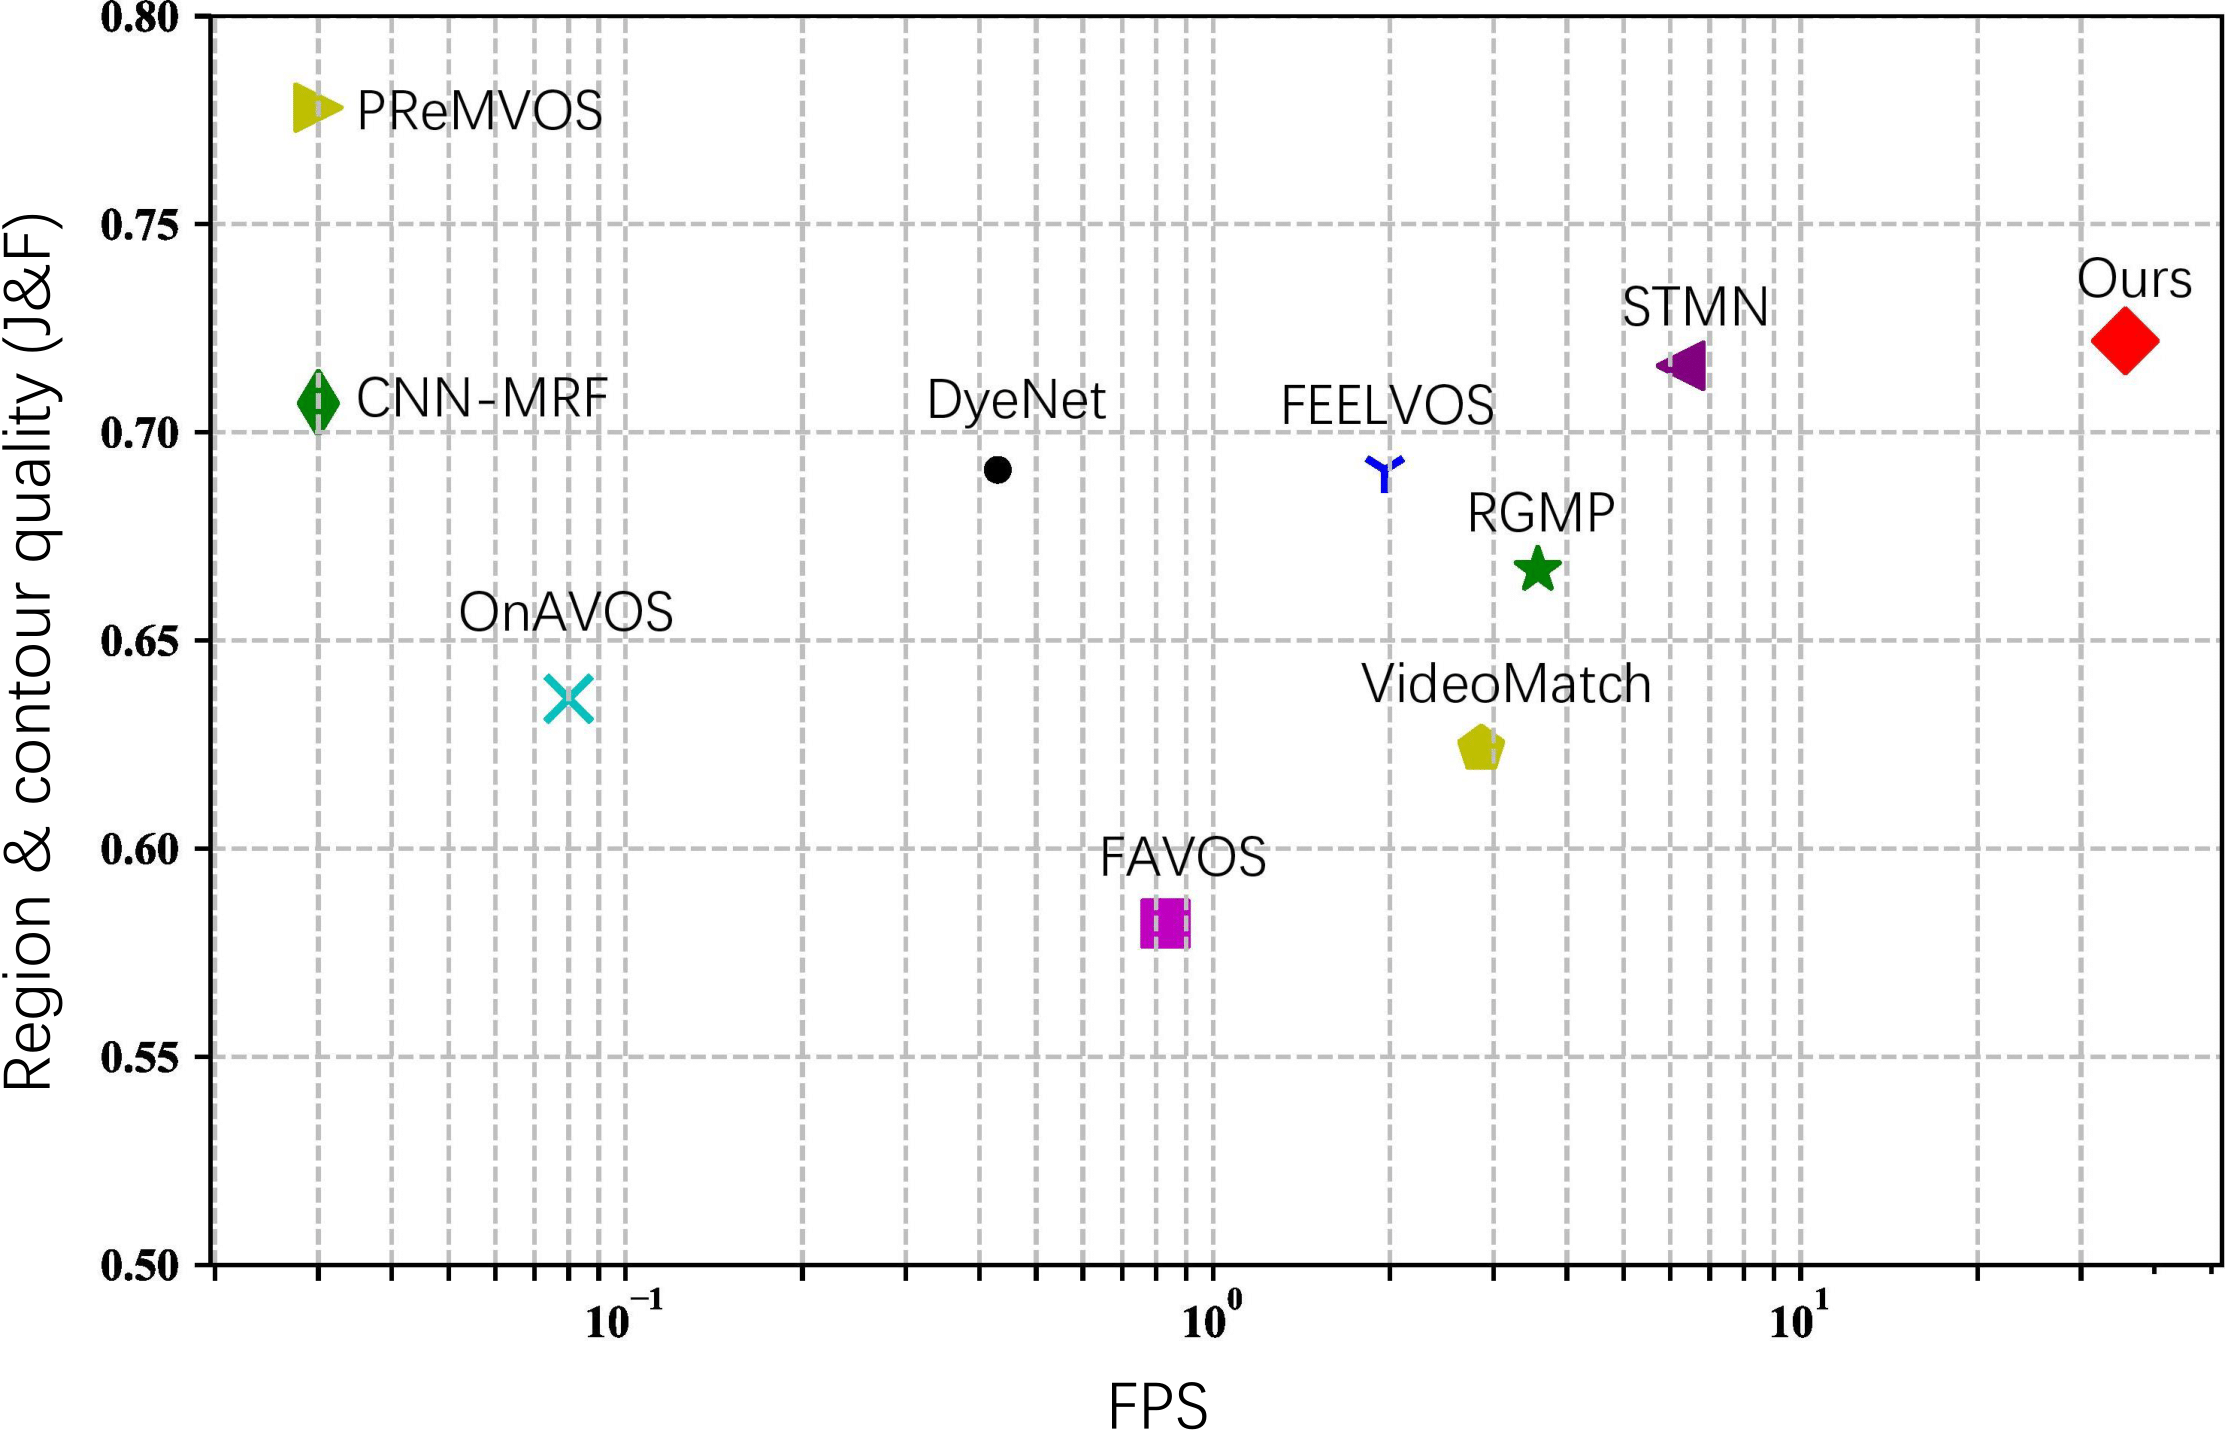 0.80
PReMVOS
0.75
Ours
STMN
CNN-MRF
DyeNet
FEELVOS
0.70
RGMP
OnAVOS
0.65
VideoMatch
0.60
FAVOS
0.55
0.50
10⁻¹
10⁰
10¹
FPS
Region & contour quality (J&F)